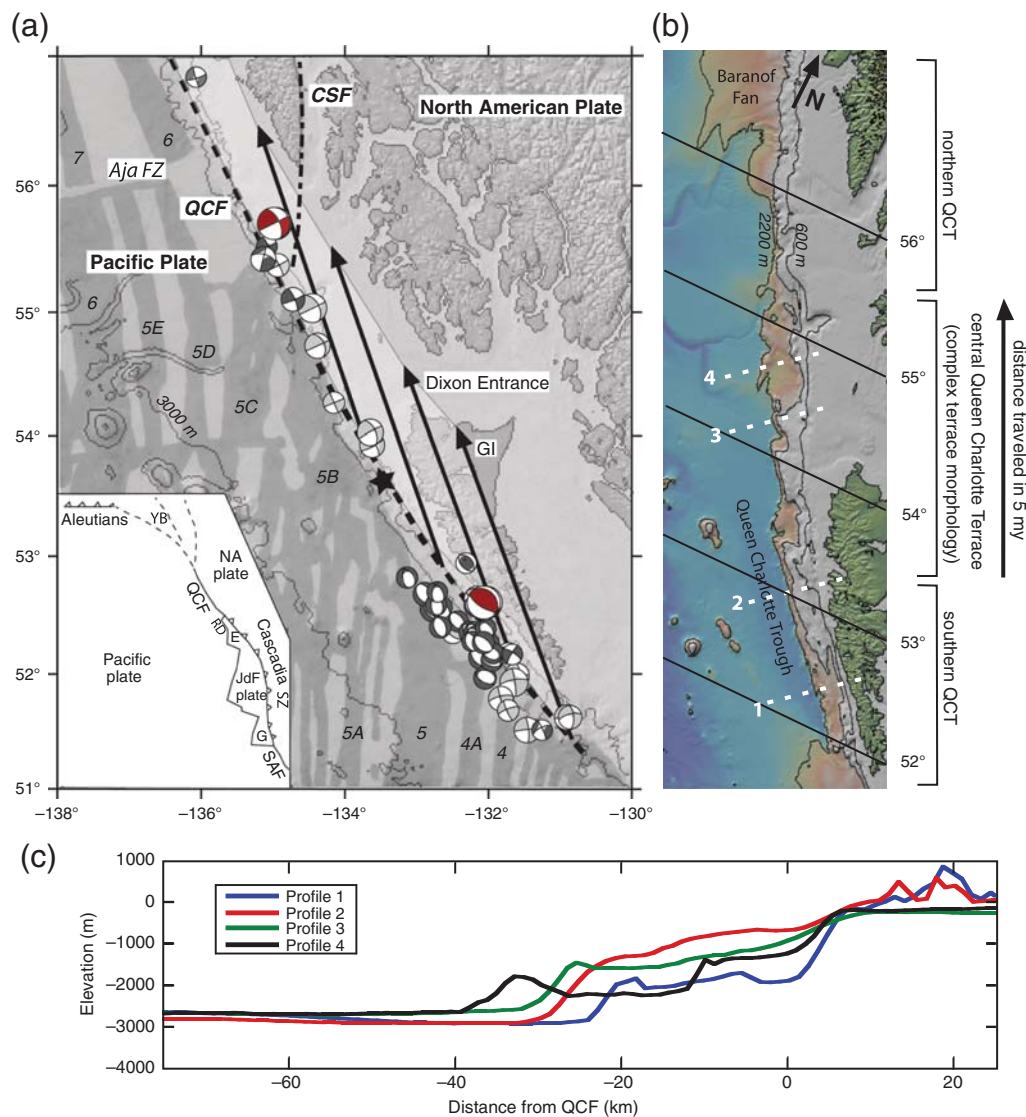 (a)
CSF
North American Plate
7
6
Aja FZ
QCF
Pacific Plate
6
5E
5D
5C
3000 m
5B
Dixon Entrance
GI
5A
5
4A
4
56°
55°
54°
53°
52°
51°
−138°
−136°
−134°
−132°
−130°
Aleutians
YB
NA
plate
QCF
RD
E
Cascadia SZ
Pacific
plate
JdF
plate
G
SAF
(b)
Baranof
Fan
N
2200 m
600 m
4
3
2
1
Queen Charlotte Trough
56°
55°
54°
53°
52°
northern QCT
central Queen Charlotte Terrace
(complex terrace morphology)
southern QCT
distance traveled in 5 my
(c)
1000
0
−1000
−2000
−3000
−4000
Elevation (m)
Profile 1
Profile 2
Profile 3
Profile 4
−60
−40
−20
0
20
Distance from QCF (km)